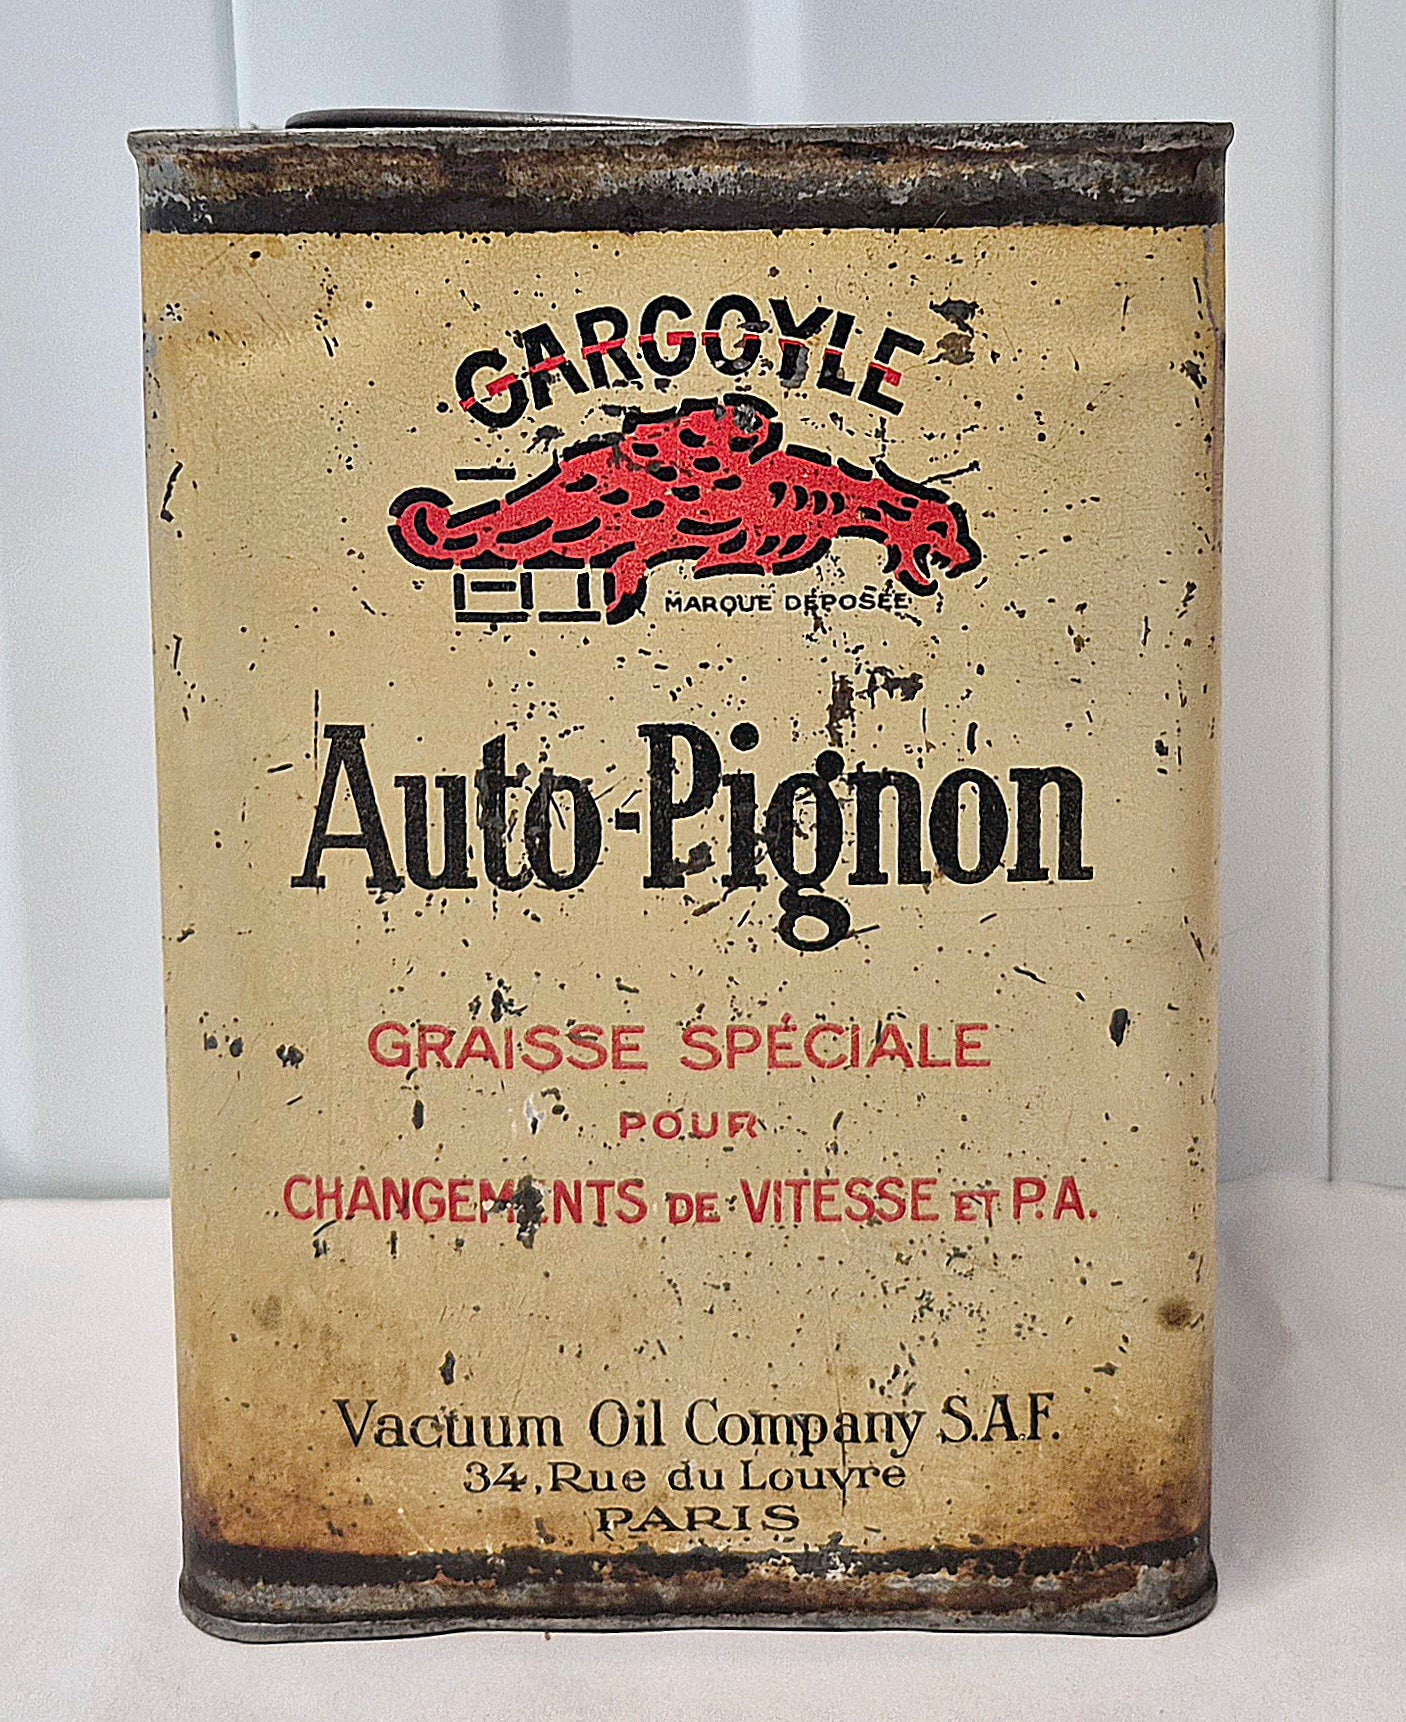 GARGOYLE
MARQUE DÉPOSÉE
Auto-Pignon
GRAISSE SPÉCIALE
POUR
CHANGEMENTS DE VITESSE ET P.A.
Vacuum Oil Company S.A.F.
34, Rue du Louvre
PARIS